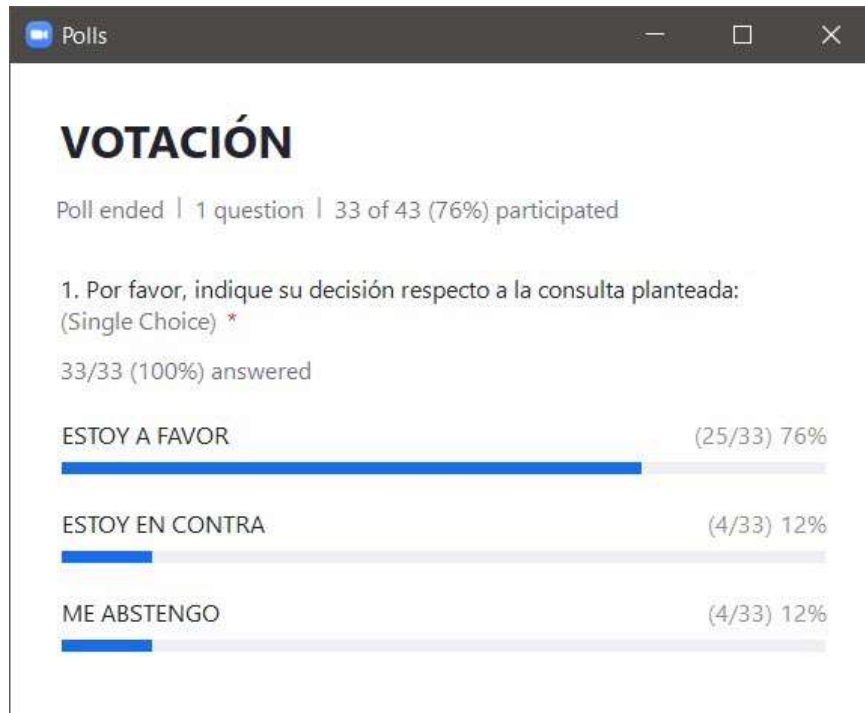 Polls
VOTACIÓN
Poll ended | 1 question | 33 of 43 (76%) participated
1. Por favor, indique su decisión respecto a la consulta planteada:
(Single Choice) *
33/33 (100%) answered
ESTOY A FAVOR (25/33) 76%
ESTOY EN CONTRA (4/33) 12%
ME ABSTENGO (4/33) 12%